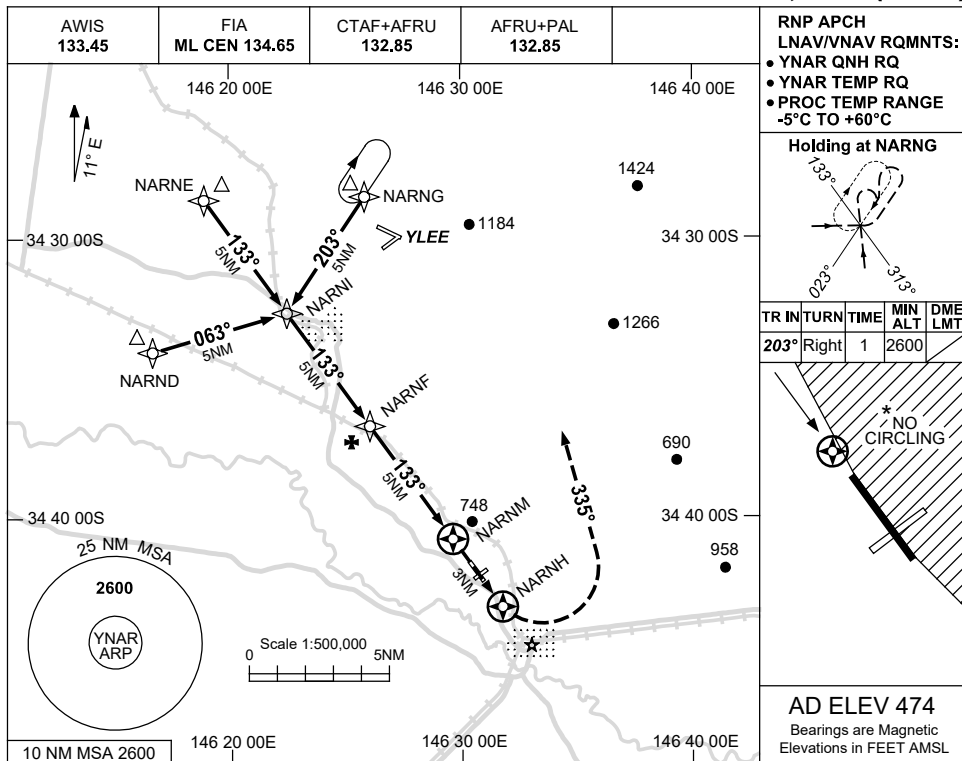 AWIS
133.45
FIA
ML CEN 134.65
CTAF+AFRU
132.85
AFRU+PAL
132.85
RNP APCH
LNAV/VNAV RQMNTS:
• YNAR QNH RQ
• YNAR TEMP RQ
• PROC TEMP RANGE
-5°C TO +60°C
146 20 00E
146 30 00E
146 40 00E
11° E
NARNE
NARNG
1424
1184
YLEE
34 30 00S
34 30 00S
133°
5NM
203°
5NM
NARNI
063°
5NM
NARND
133°
5NM
1266
NARNF
133°
5NM
690
335°
748
NARNM
34 40 00S
34 40 00S
958
3NM
NARNH
25 NM MSA
2600
YNAR
ARP
Scale 1:500,000
0
5NM
10 NM MSA 2600
146 20 00E
146 30 00E
146 40 00E
Holding at NARNG
133°
023°
313°
TR IN TURN TIME MIN ALT DME LMT
203° Right 1 2600
* NO
CIRCLING
AD ELEV 474
Bearings are Magnetic
Elevations in FEET AMSL